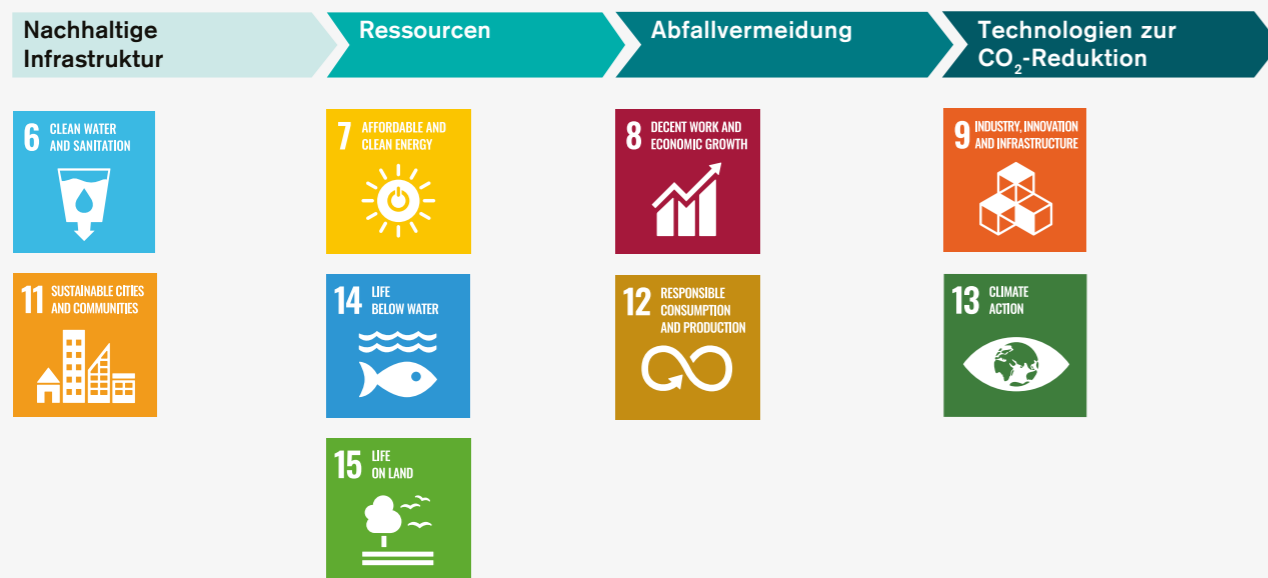 Nachhaltige
Infrastruktur
Ressourcen
Abfallvermeidung
Technologien zur
CO₂-Reduktion
6 CLEAN WATER
AND SANITATION
7 AFFORDABLE AND
CLEAN ENERGY
8 DECENT WORK AND
ECONOMIC GROWTH
9 INDUSTRY, INNOVATION
AND INFRASTRUCTURE
11 SUSTAINABLE CITIES
AND COMMUNITIES
14 LIFE
BELOW WATER
12 RESPONSIBLE
CONSUMPTION
AND PRODUCTION
13 CLIMATE
ACTION
15 LIFE
ON LAND